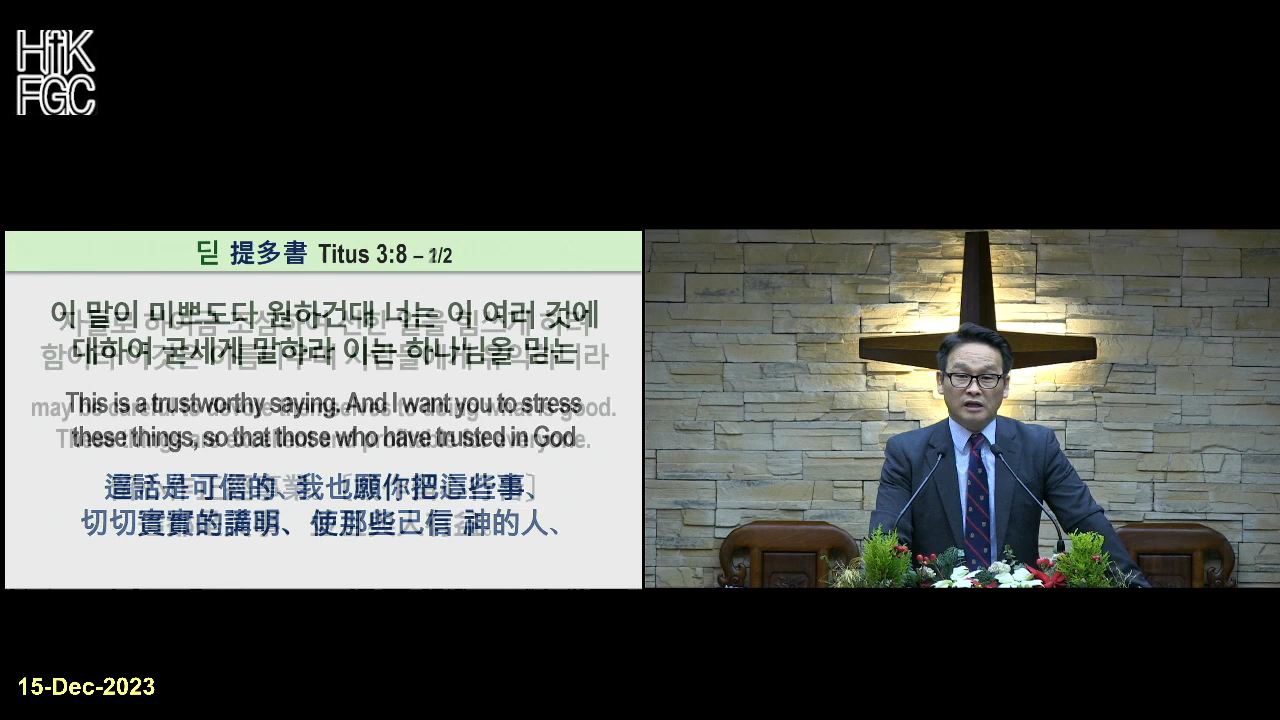 HfK
FGC
딛 提多書 Titus 3:8 – 1/2
이 말이 미쁘도다 원하건대 너는 이 여러 것에
대하여 굳세게 말하라 이는 하나님을 믿는
This is a trustworthy saying. And I want you to stress
these things, so that those who have trusted in God
這話是可信的、我也願你把這些事、
切切實實的講明、使那些已信 神的人、
15-Dec-2023